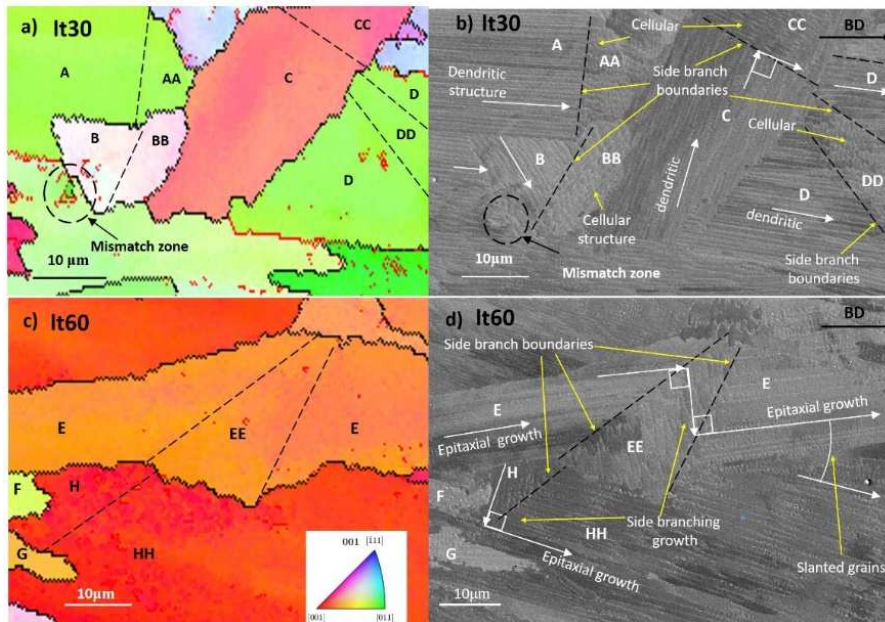 a) lt30
A
AA
B
BB
C
CC
D
DD
D
Mismatch zone
10 µm
b) lt30
Cellular
CC
BD
A
AA
Dendritic
structure
Side branch
boundaries
D
C
Cellular
B
BB
dendritic
D
DD
dendritic
Cellular
structure
10µm
Mismatch zone
Side branch
boundaries
c) lt60
E
EE
E
F
H
G
HH
10µm
001
[1̄11]
[001]
[011]
d) lt60
BD
Side branch
boundaries
E
E
Epitaxial growth
Epitaxial growth
EE
H
F
HH
G
Side branching
growth
Epitaxial growth
Slanted grains
10µm